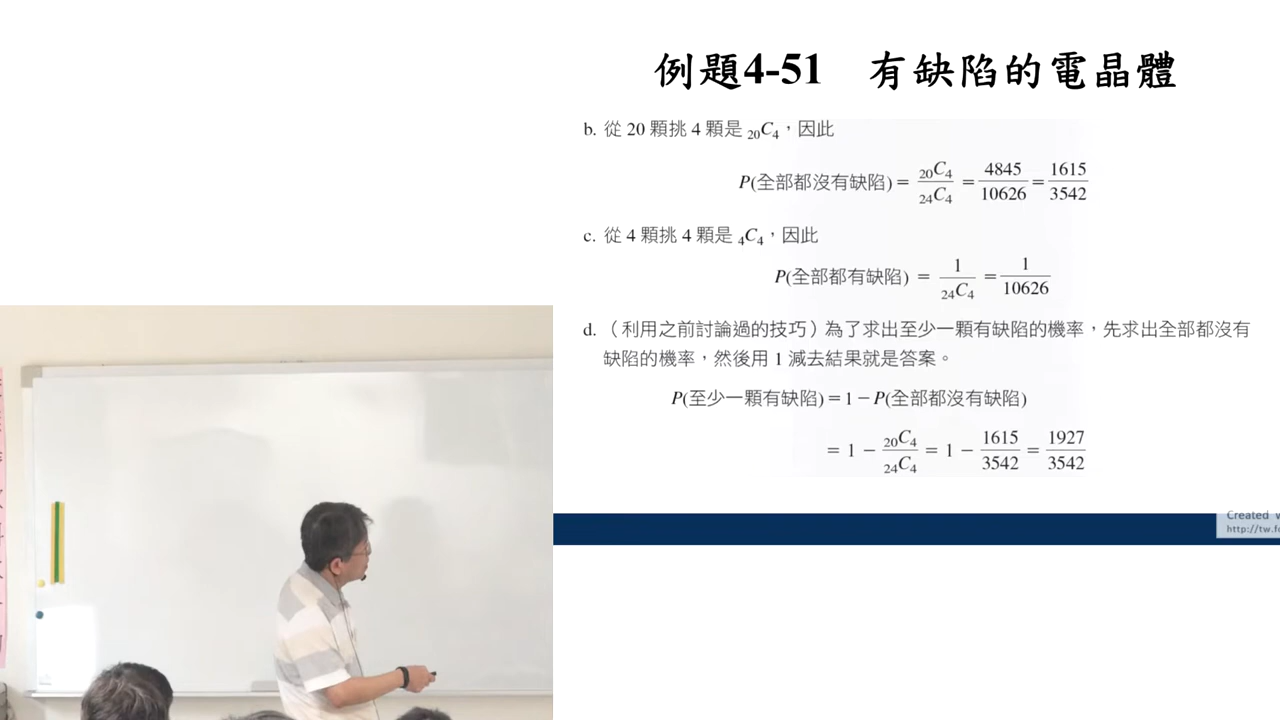 例題4-51 有缺陷的電晶體
b. 從 20 顆挑 4 顆是 ₂₀C₄，因此
P(全部都沒有缺陷) = ₂₀C₄/₂₄C₄ = 4845/10626 = 1615/3542
c. 從 4 顆挑 4 顆是 ₄C₄，因此
P(全部都有缺陷) = 1/₂₄C₄ = 1/10626
d. （利用之前討論過的技巧）為了求出至少一顆有缺陷的機率，先求出全部都沒有
缺陷的機率，然後用 1 減去結果就是答案。
P(至少一顆有缺陷) = 1 − P(全部都沒有缺陷)
= 1 − ₂₀C₄/₂₄C₄ = 1 − 1615/3542 = 1927/3542
Created
http://tw.f